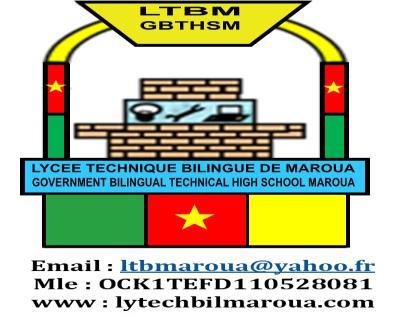 LTBM
GBTHSM
LYCEE TECHNIQUE BILINGUE DE MAROUA
GOVERNMENT BILINGUAL TECHNICAL HIGH SCHOOL MAROUA
Email : ltbmaroua@yahoo.fr
Mle : OCK1TEFD110528081
www : lytechbilmaroua.com